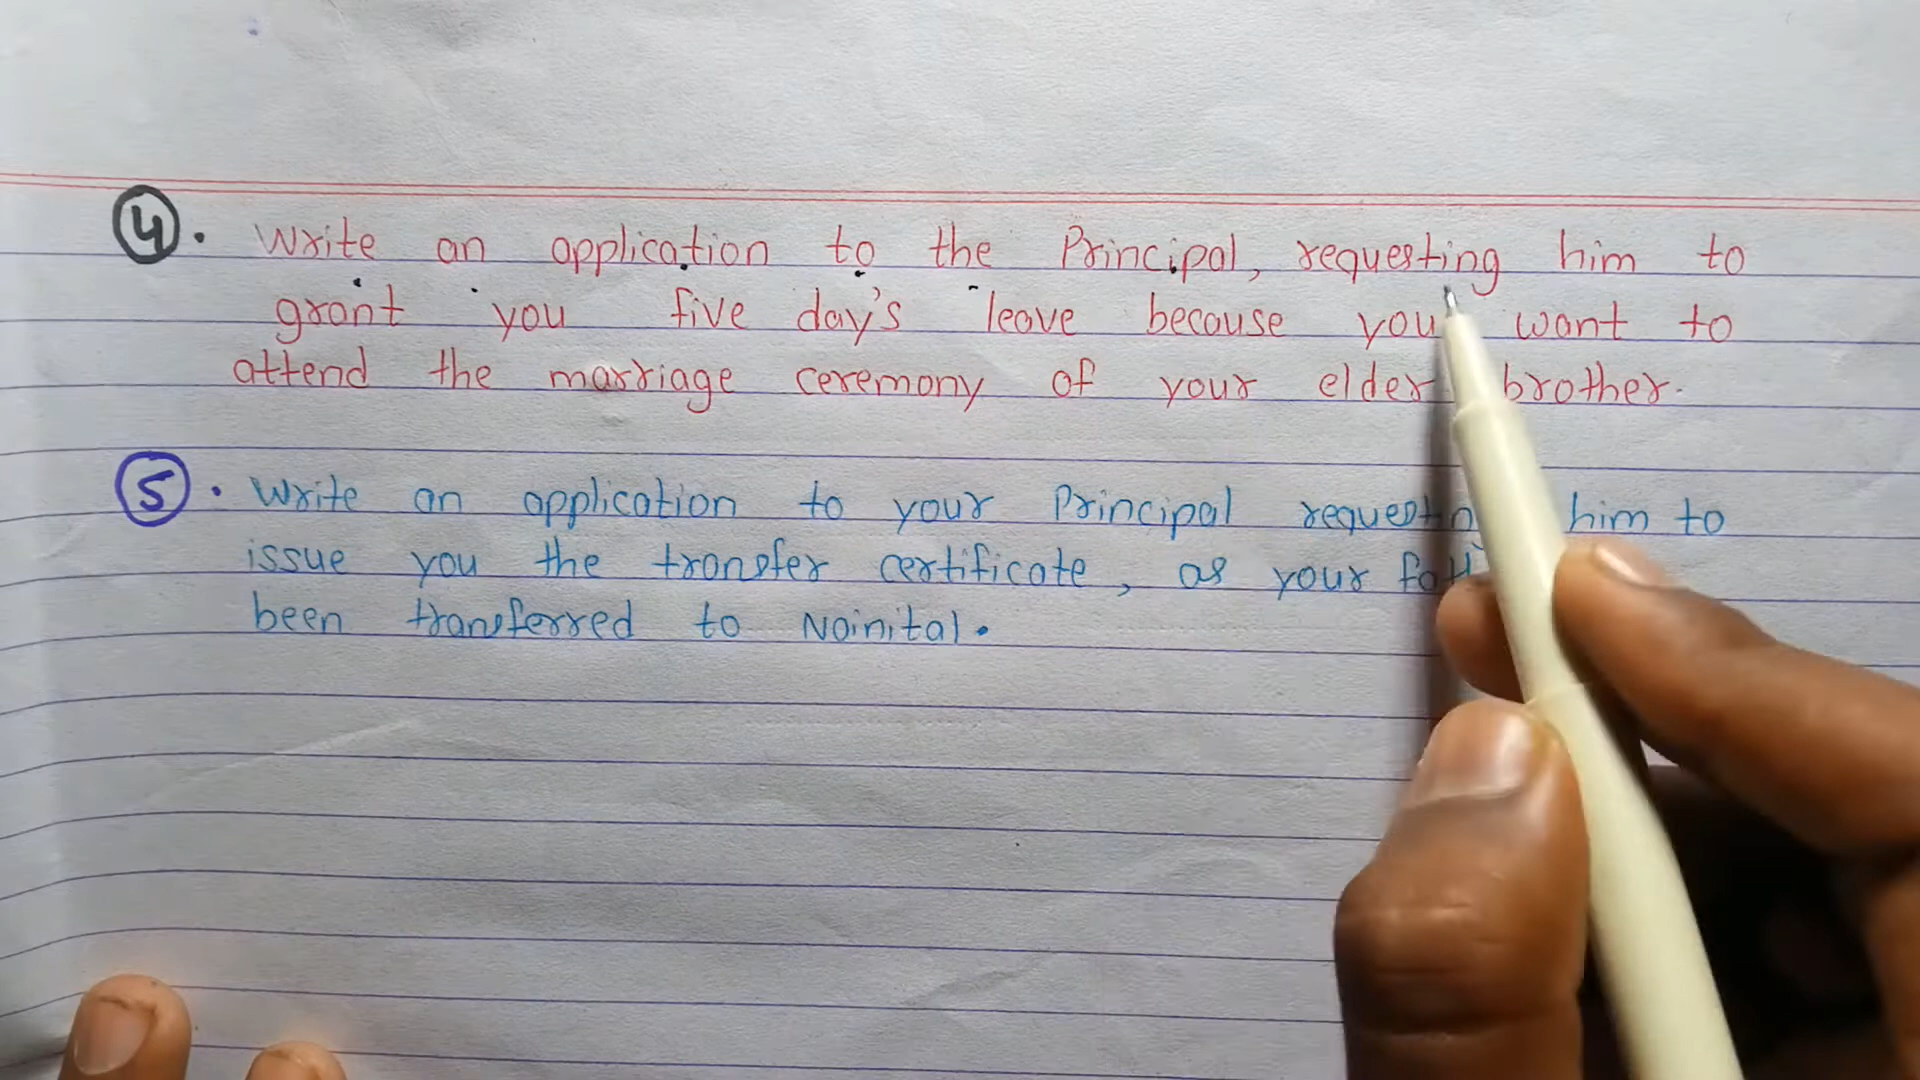 4. Write an application to the Principal, requesting him to
grant you five day's leave because you want to
attend the marriage ceremony of your elder brother.
5. Write an application to your Principal him to
issue you the transfer certificate, as your
been transferred to Nainital.